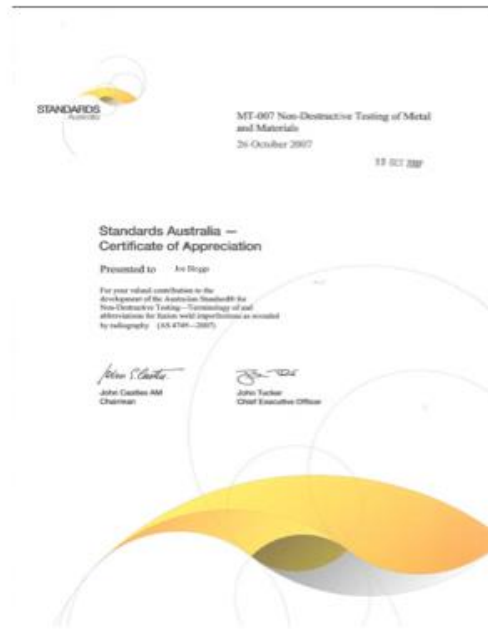 STANDARDS
Australia
MT-007 Non-Destructive Testing of Metal
and Materials
26 October 2007
Standards Australia —
Certificate of Appreciation
Presented to
For your valued contribution to the
development of the Australian Standard® for
Non-Destructive Testing—Terminology of and
abbreviations for fusion weld imperfections as revealed
by radiography (AS 4749—2007)
John Castles AM
Chairman
John Tucker
Chief Executive Officer